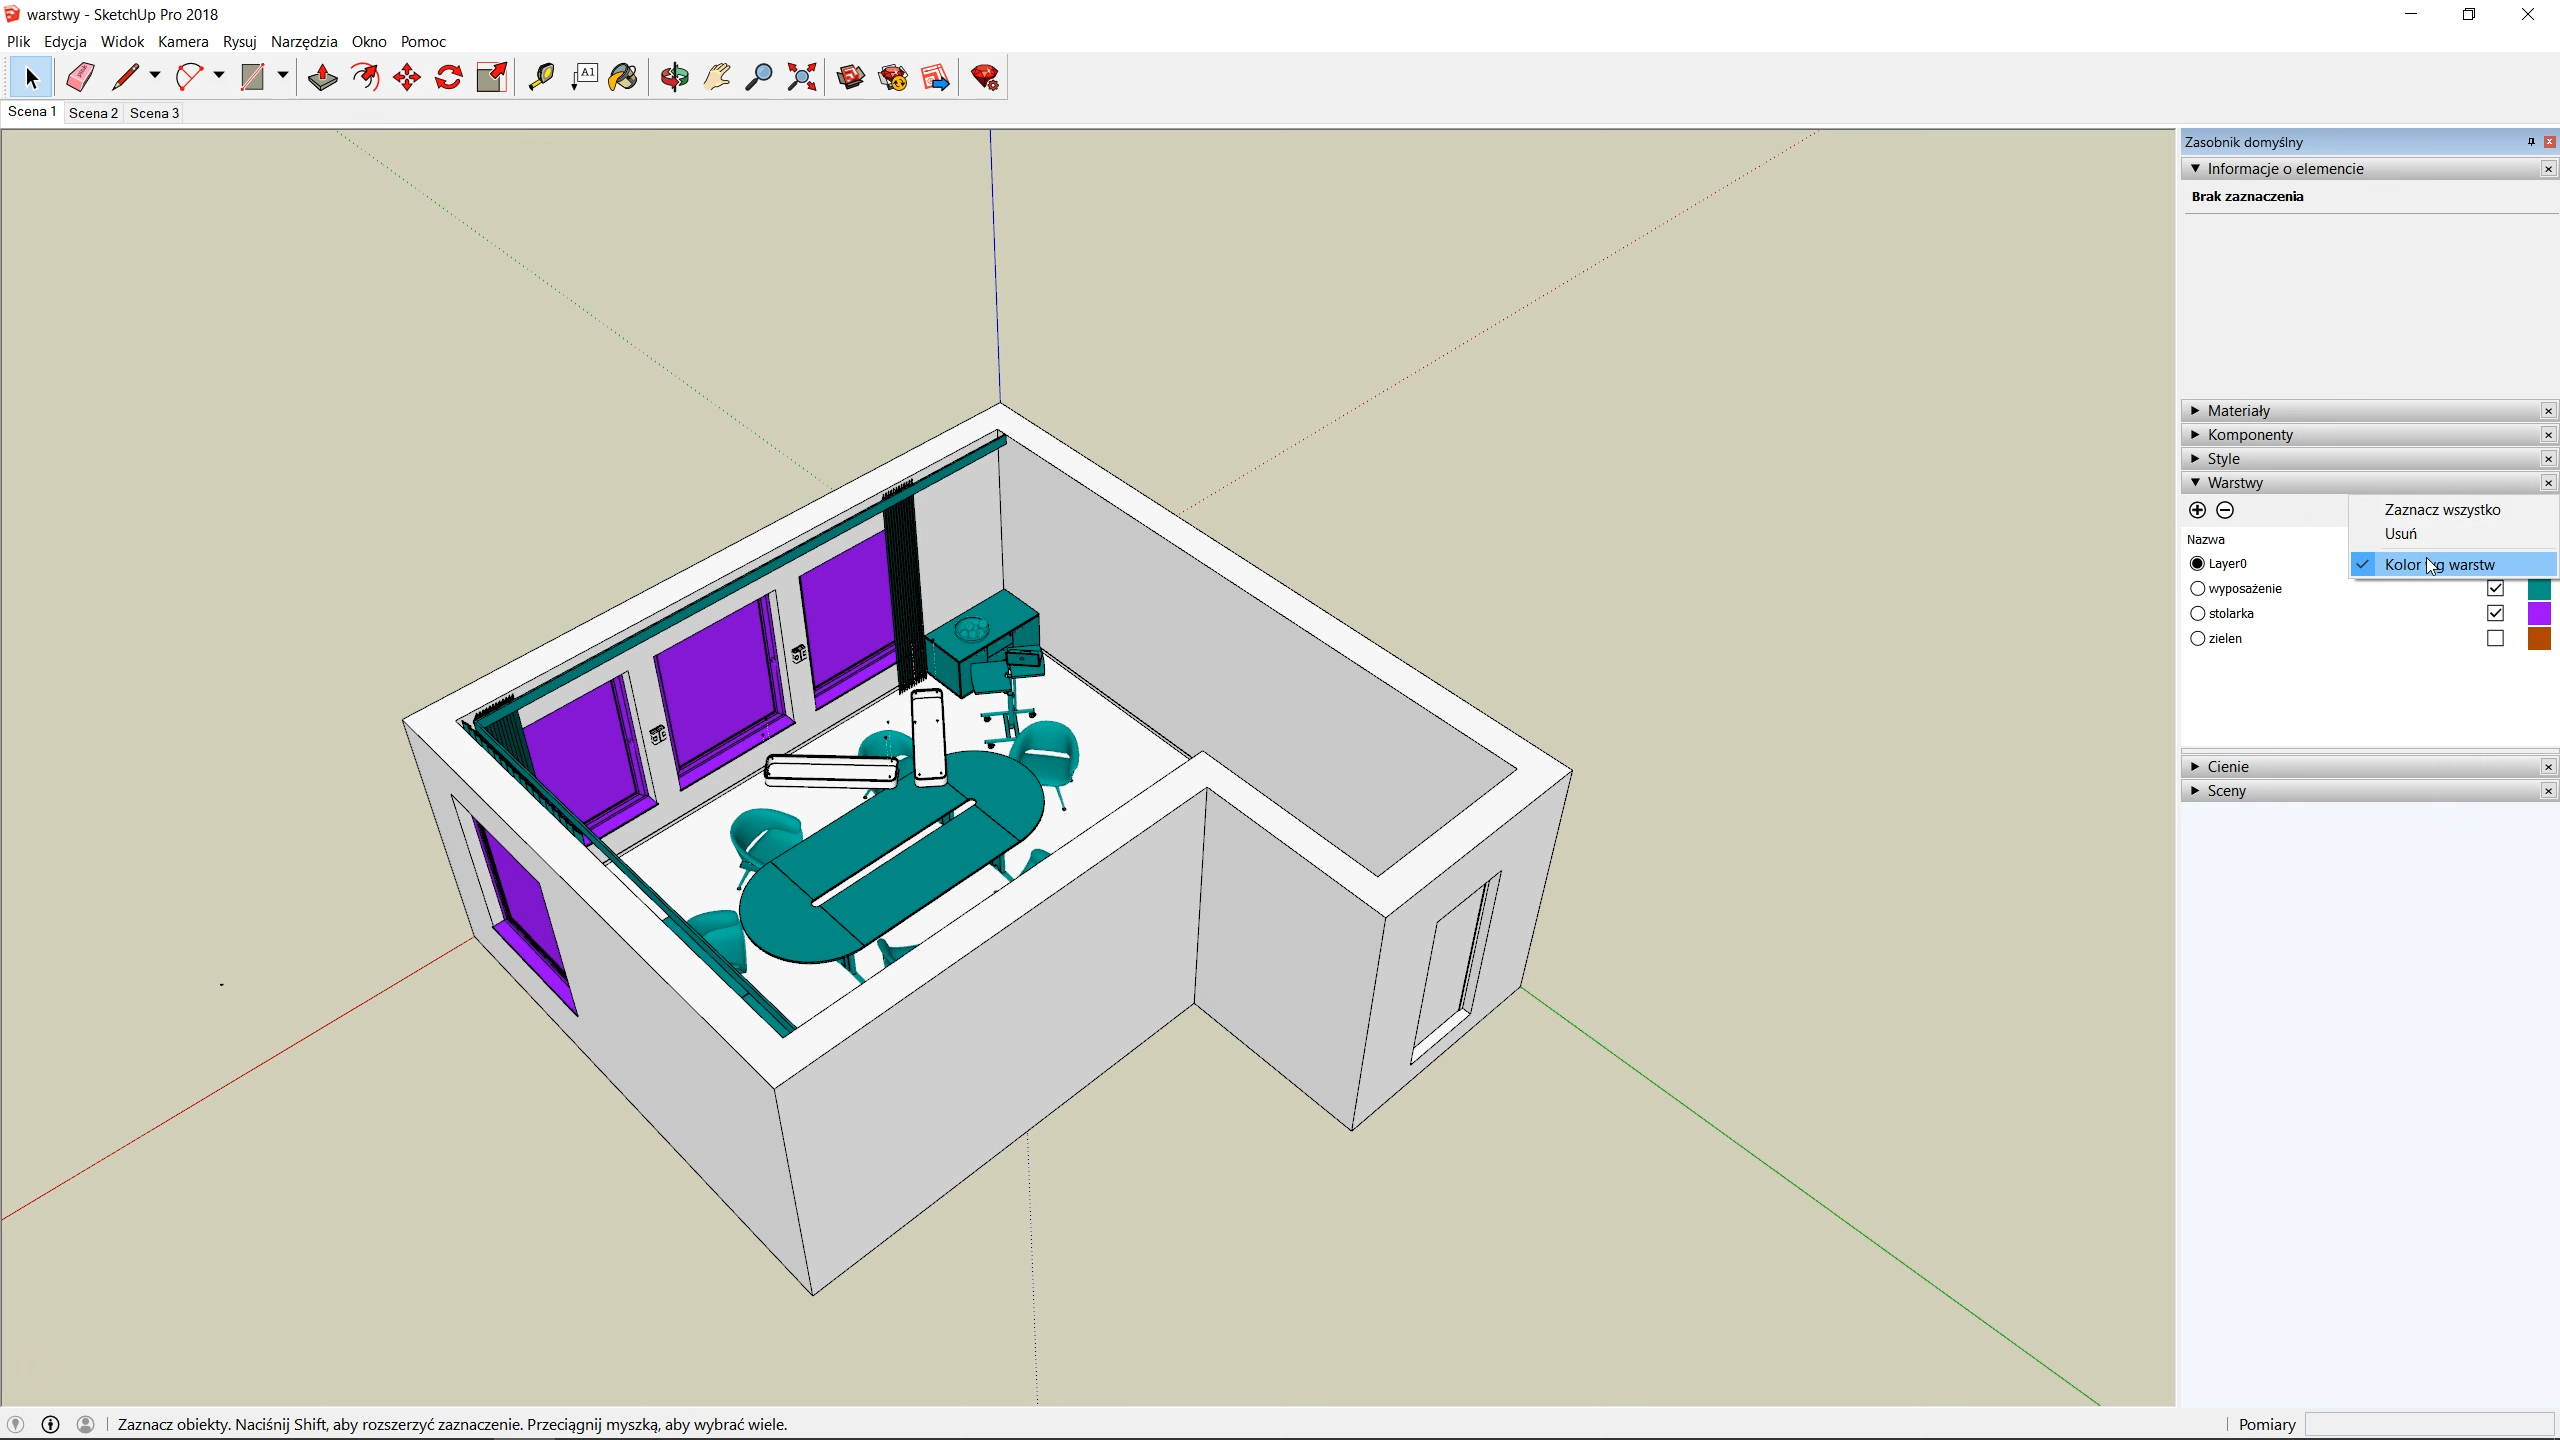 warstwy - SketchUp Pro 2018
Plik Edycja Widok Kamera Rysuj Narzędzia Okno Pomoc
A1
Scena 1 Scena 2 Scena 3
Zasobnik domyślny
Informacje o elemencie
Brak zaznaczenia
Materiały
Komponenty
Style
Warstwy
Zaznacz wszystko
Usuń
Nazwa
Layer0
Kolor wg warstw
wyposażenie
stolarka
zielen
Cienie
Sceny
Zaznacz obiekty. Naciśnij Shift, aby rozszerzyć zaznaczenie. Przeciągnij myszką, aby wybrać wiele.
Pomiary